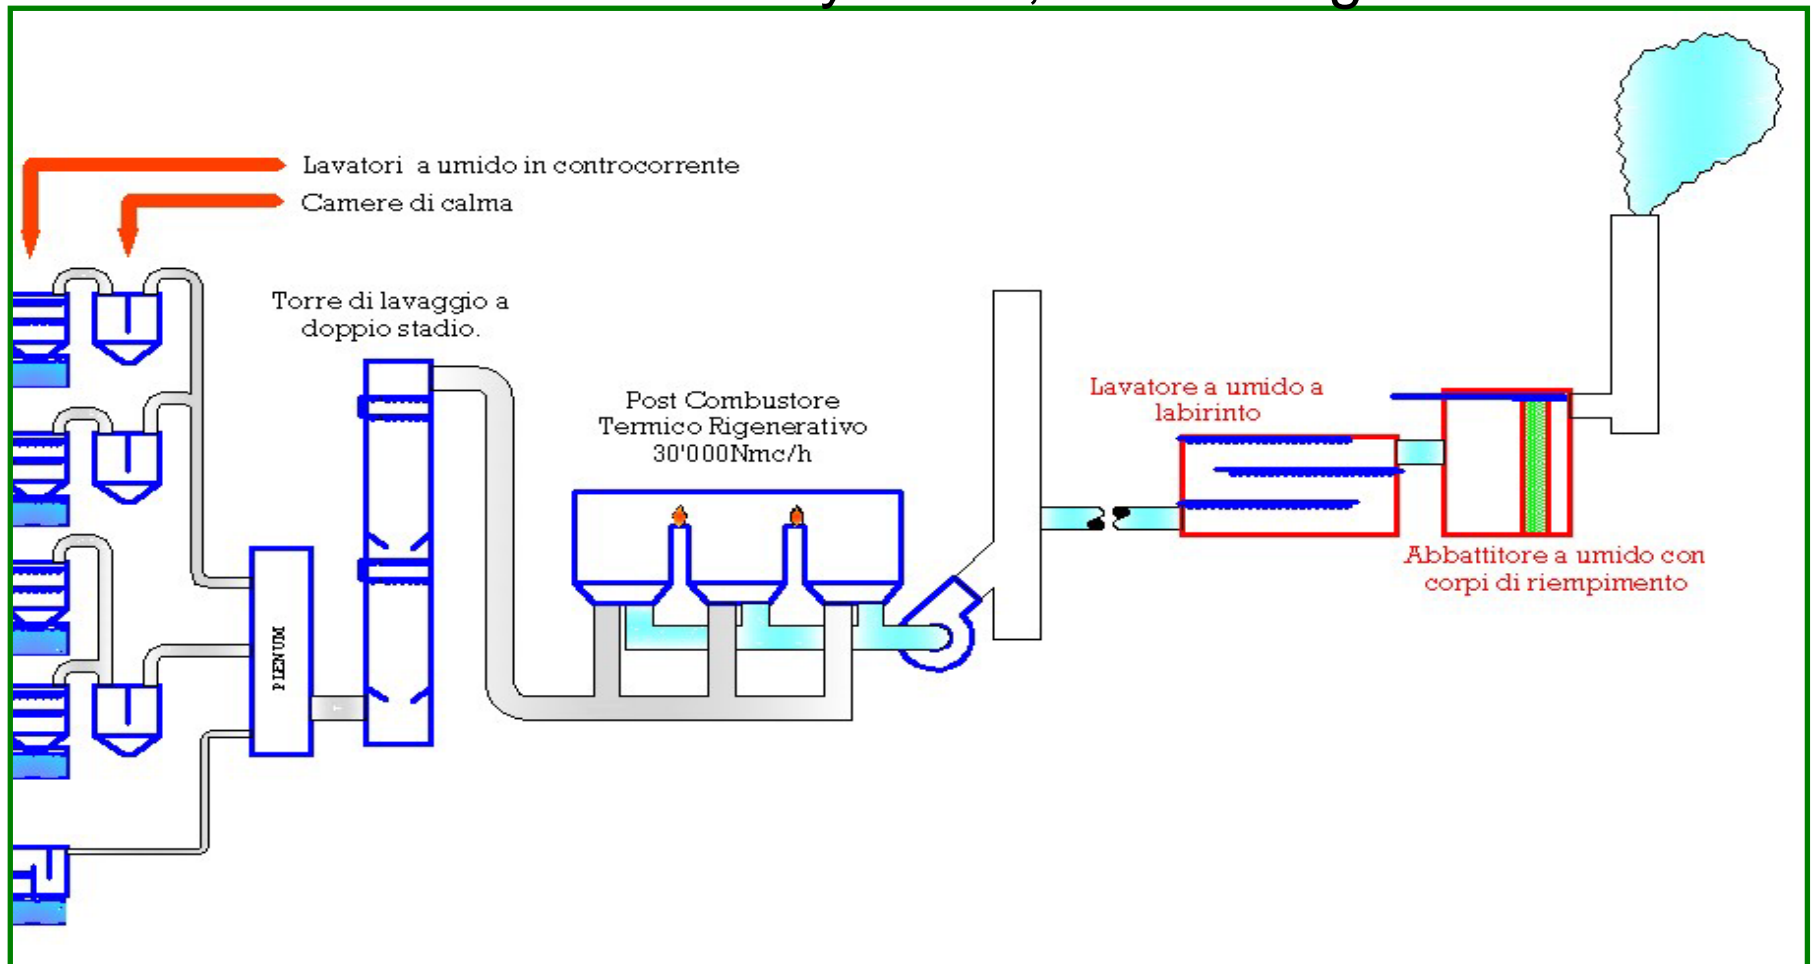 Lavatori a umido in controcorrente
Camere di calma
Torre di lavaggio a
doppio stadio.
Post Combustore
Termico Rigenerativo
30'000Nmc/h
Lavatore a umido a
labirinto
Abbattitore a umido con
corpi di riempimento
PLENUM